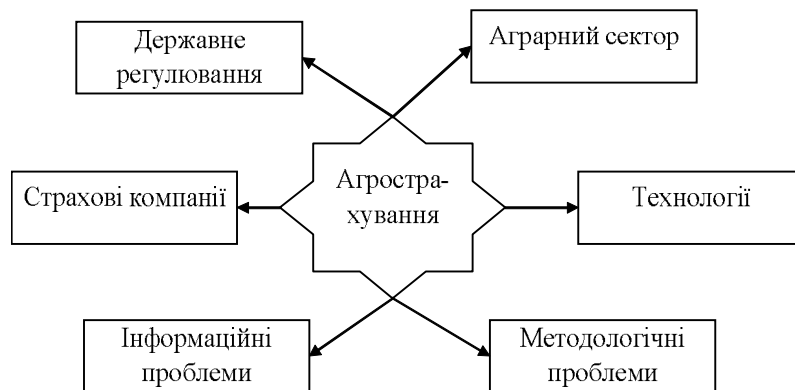 Державне
регулювання
Аграрний сектор
Страхові компанії
Агростра-
хування
Технології
Інформаційні
проблеми
Методологічні
проблеми